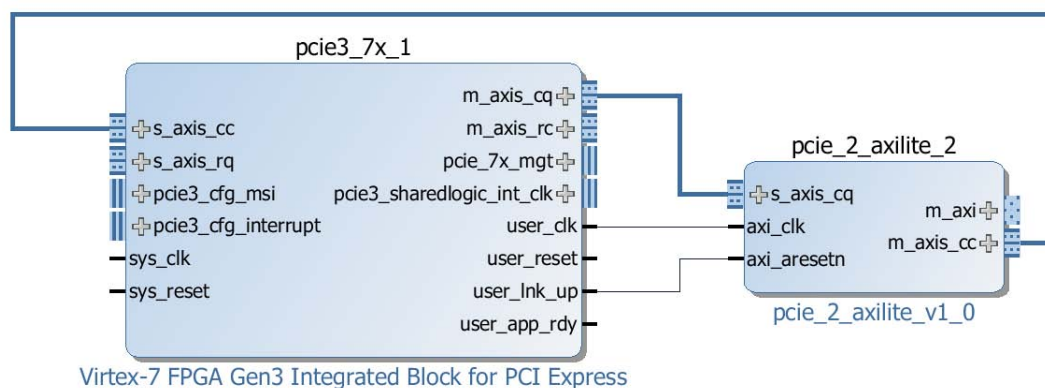 pcie3_7x_1
s_axis_cc
s_axis_rq
pcie3_cfg_msi
pcie3_cfg_interrupt
sys_clk
sys_reset
m_axis_cq
m_axis_rc
pcie_7x_mgt
pcie3_sharedlogic_int_clk
user_clk
user_reset
user_lnk_up
user_app_rdy
Virtex-7 FPGA Gen3 Integrated Block for PCI Express
pcie_2_axilite_2
s_axis_cq
axi_clk
axi_aresetn
m_axi
m_axis_cc
pcie_2_axilite_v1_0